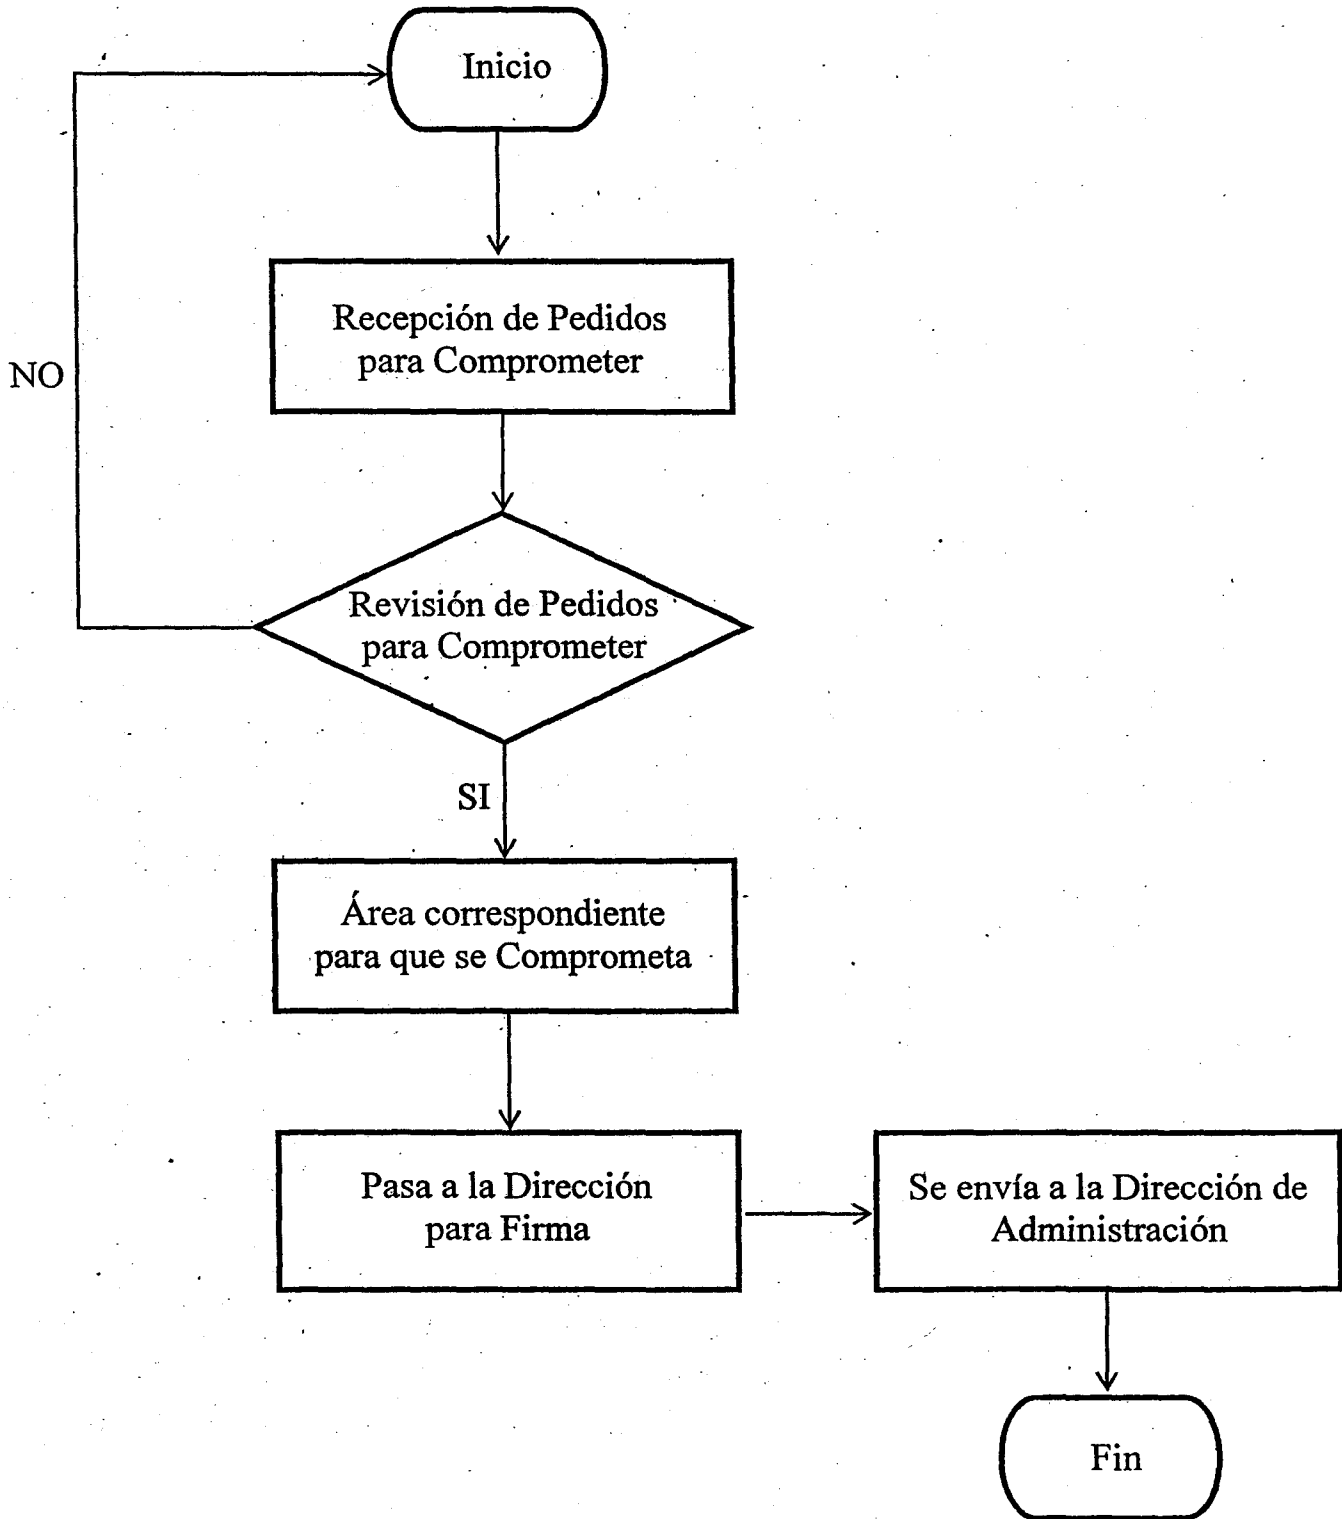 Inicio
Recepción de Pedidos
para Comprometer
NO
Revisión de Pedidos
para Comprometer
SI
Área correspondiente
para que se Comprometa
Pasa a la Dirección
para Firma
Se envía a la Dirección de
Administración
Fin